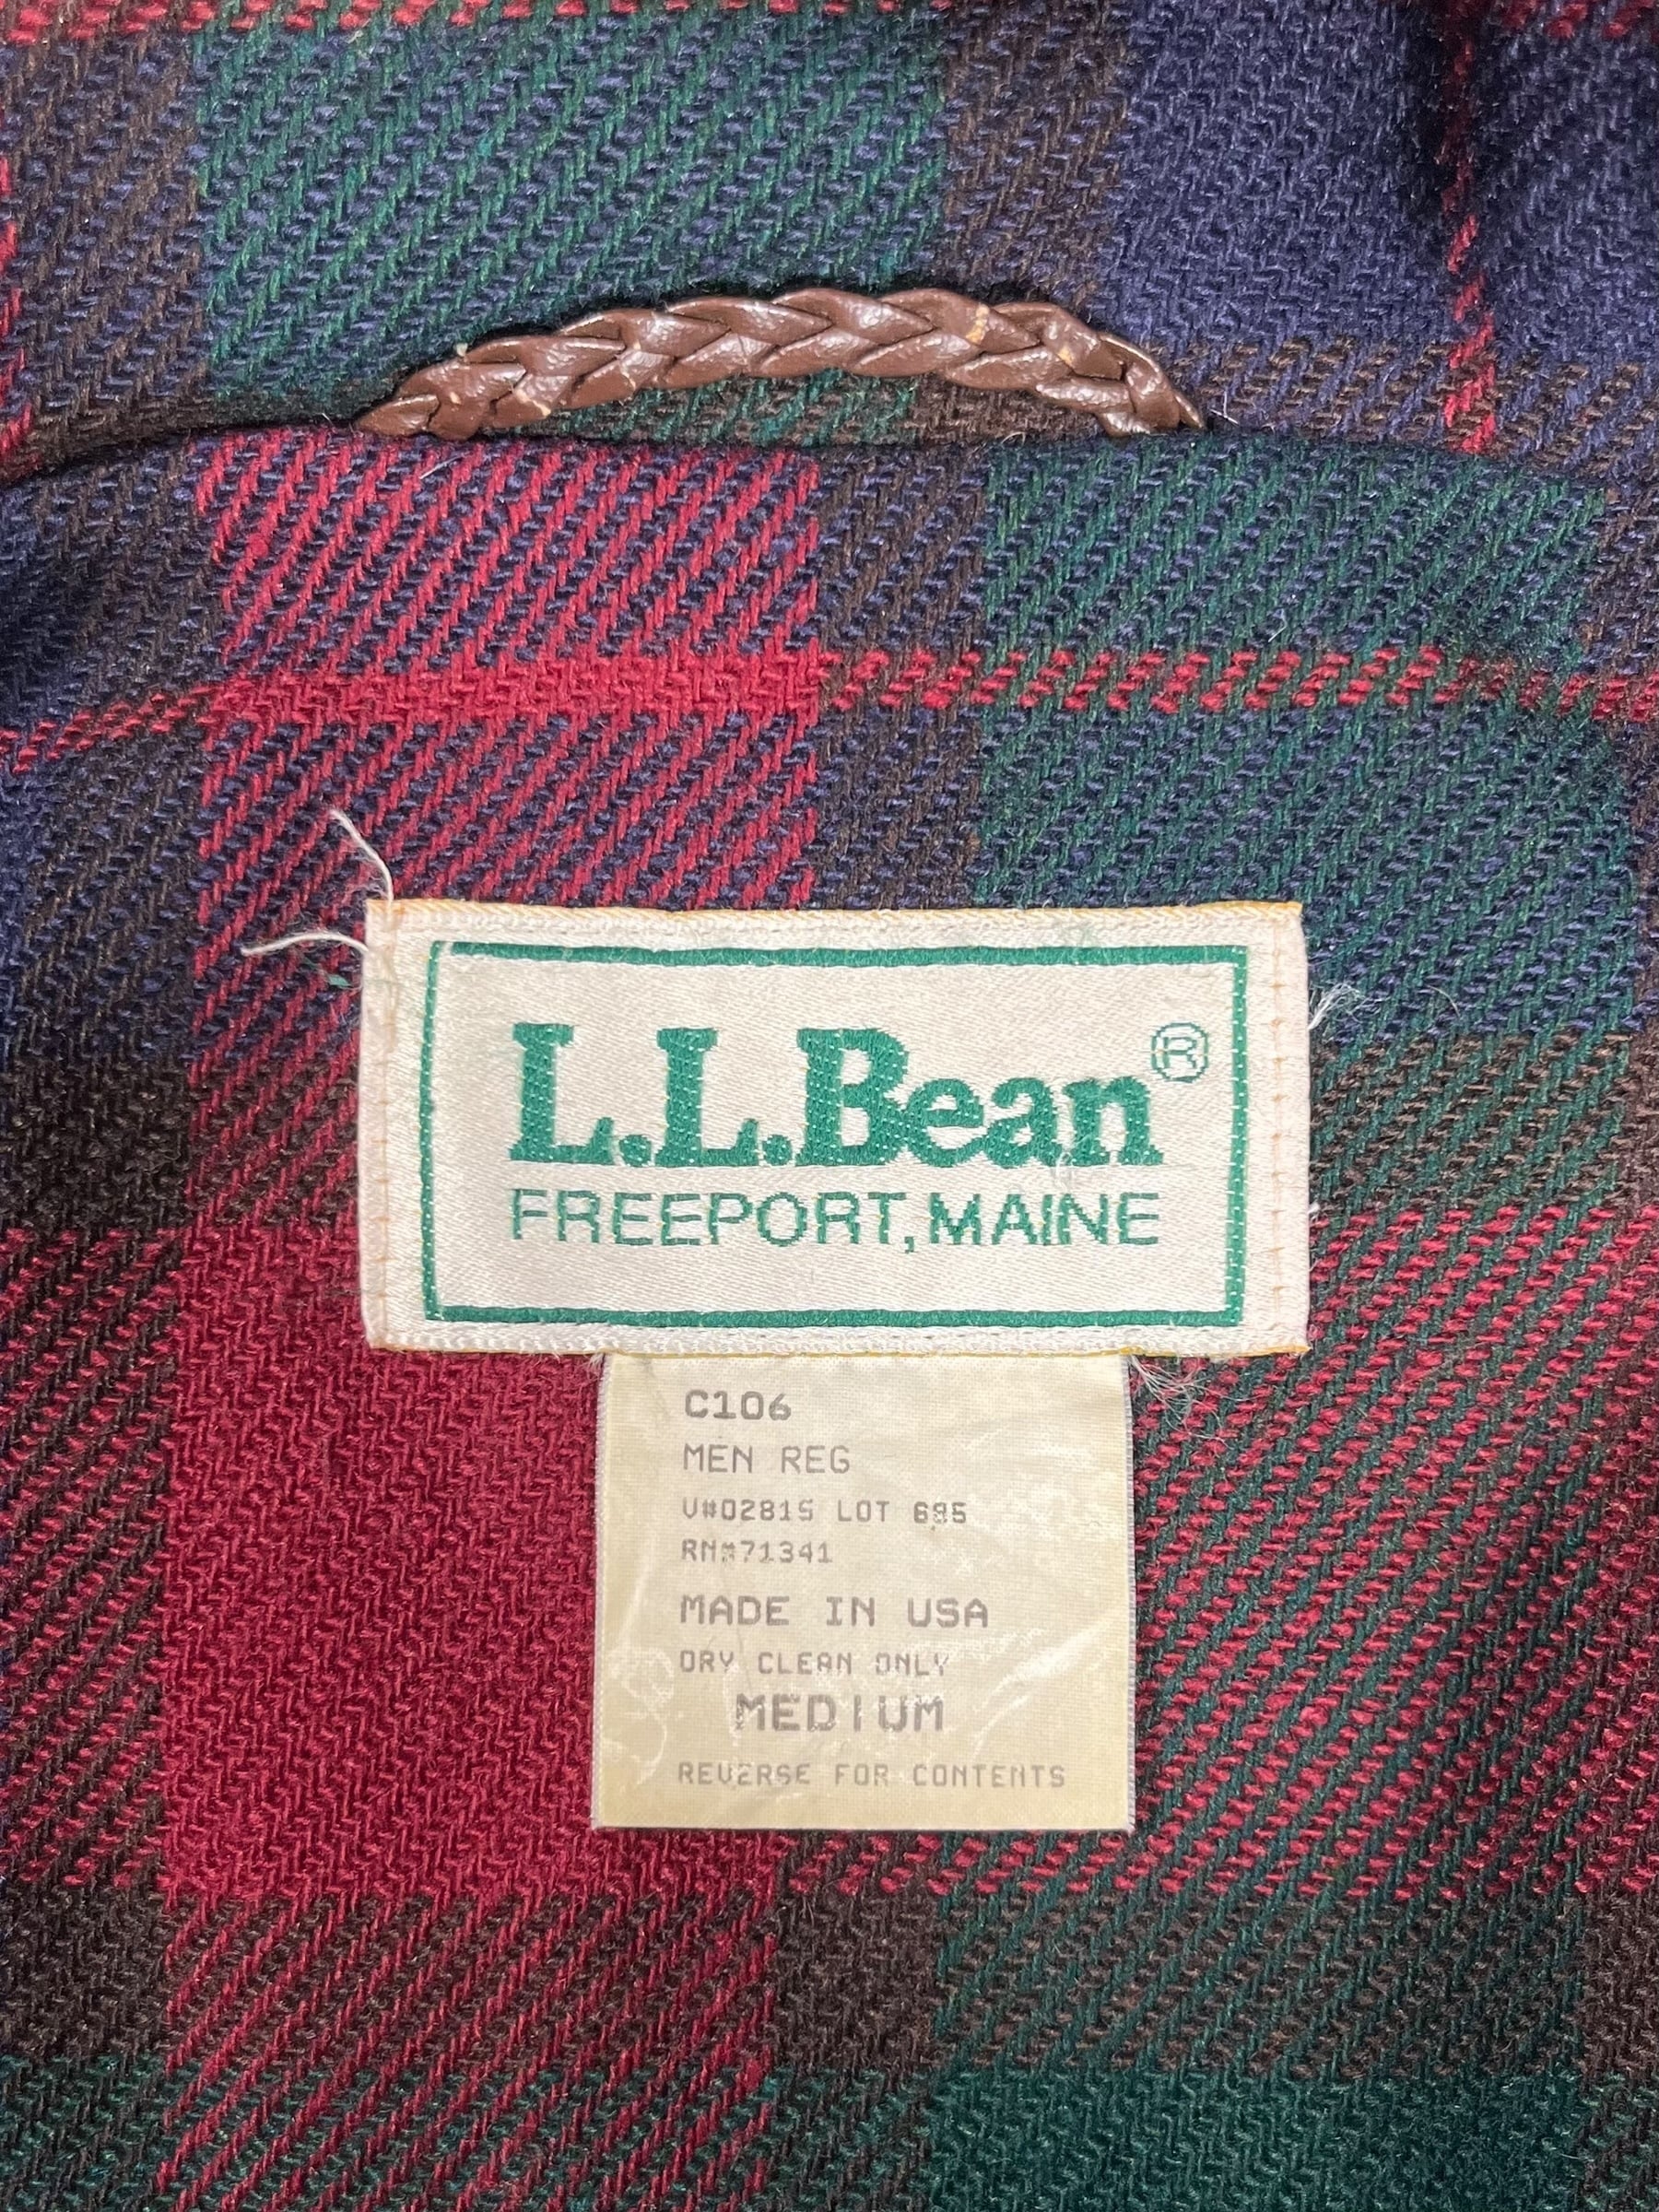 L.L.Bean®
FREEPORT, MAINE
C106
MEN REG
V#02815 LOT 685
RN#71341
MADE IN USA
DRY CLEAN ONLY
MEDIUM
REVERSE FOR CONTENTS